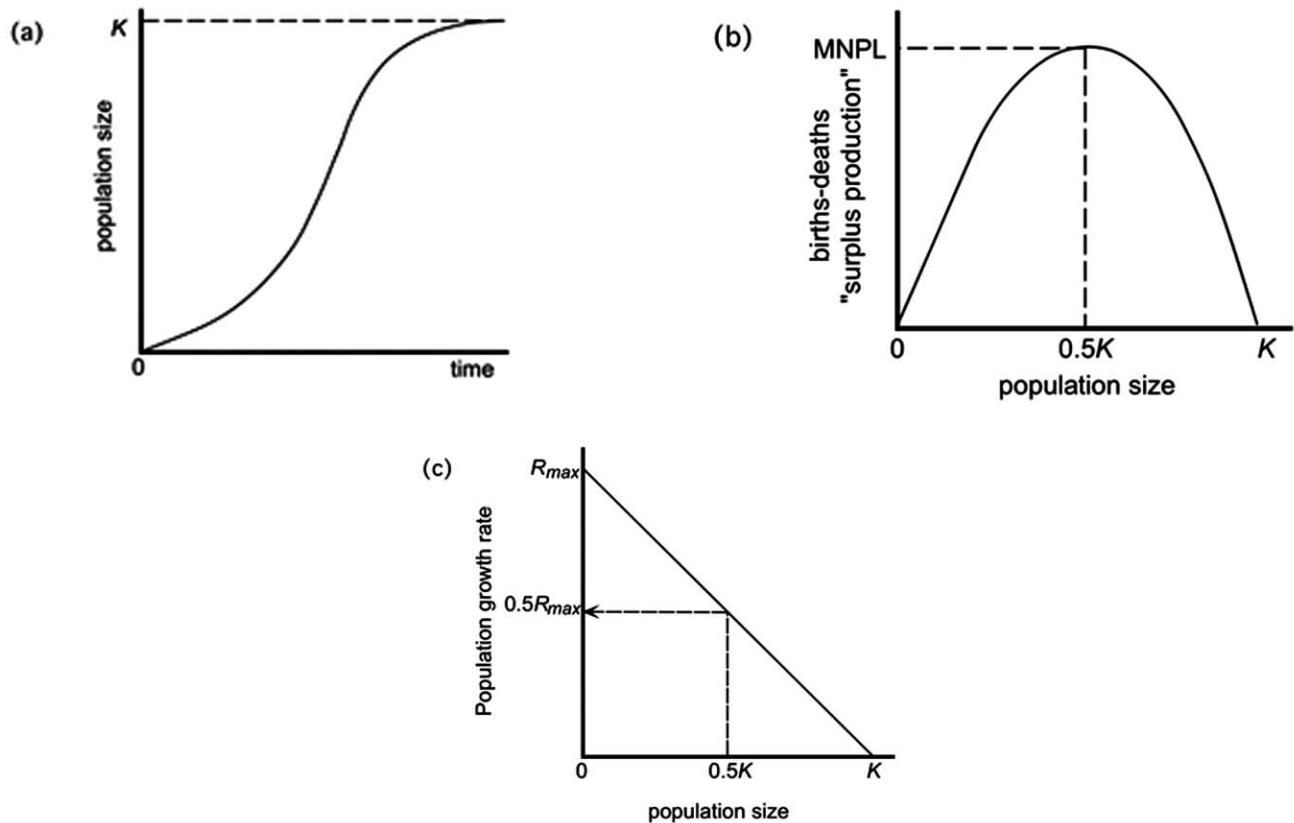 (a)
K
population size
0
time
(b)
MNPL
births-deaths
"surplus production"
0
0.5K
K
population size
(c)
Rmax
Population growth rate
0.5Rmax
0
0.5K
K
population size